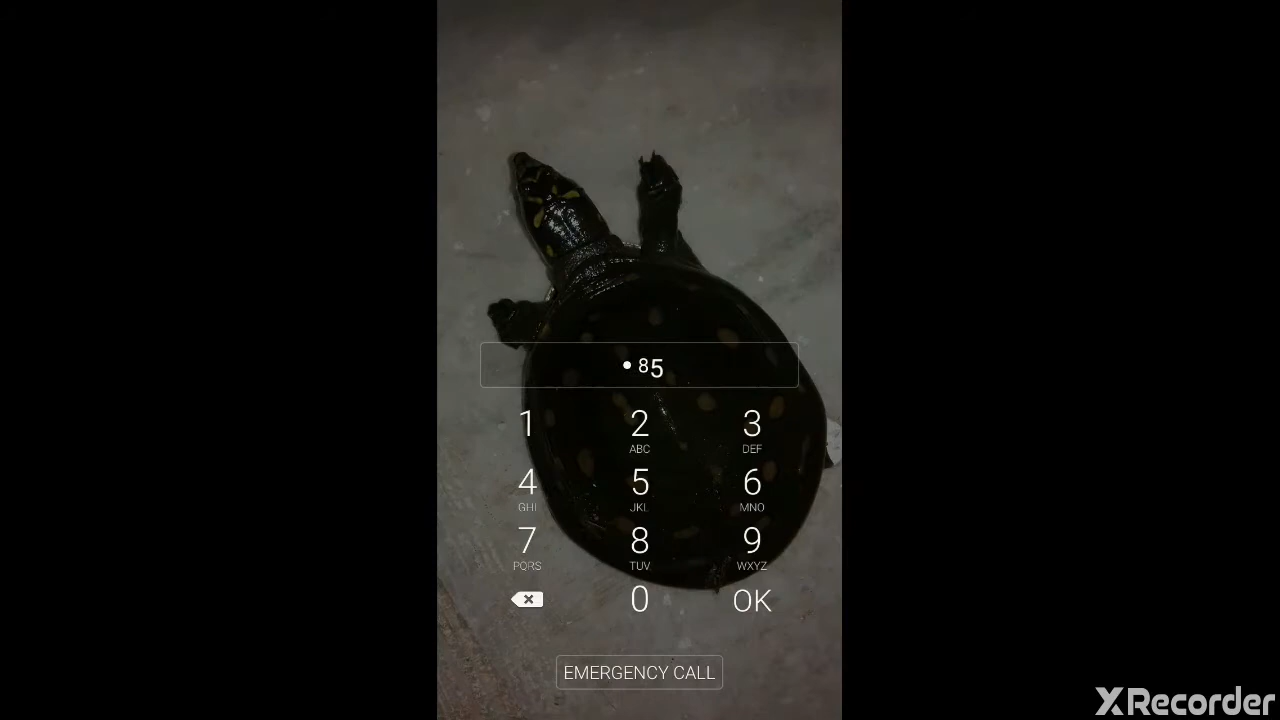 •85
1
2
3
ABC
DEF
4
5
6
GHI
JKL
MNO
7
8
9
PQRS
TUV
WXYZ
0
OK
EMERGENCY CALL
XRecorder